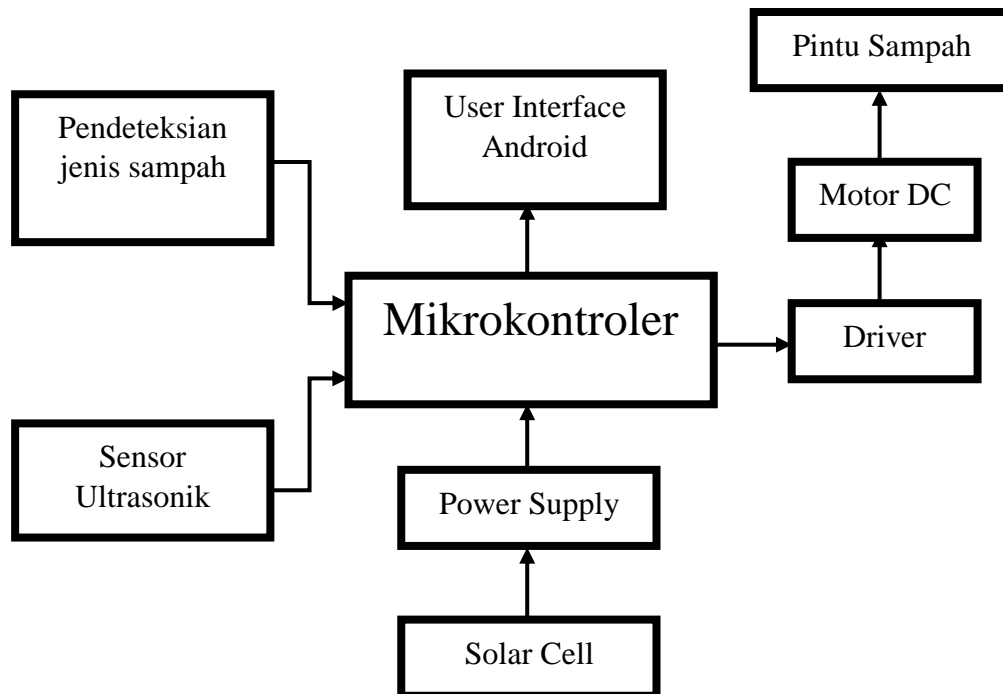 Pintu Sampah
Pendeteksian
jenis sampah
User Interface
Android
Motor DC
Mikrokontroler
Driver
Sensor
Ultrasonik
Power Supply
Solar Cell